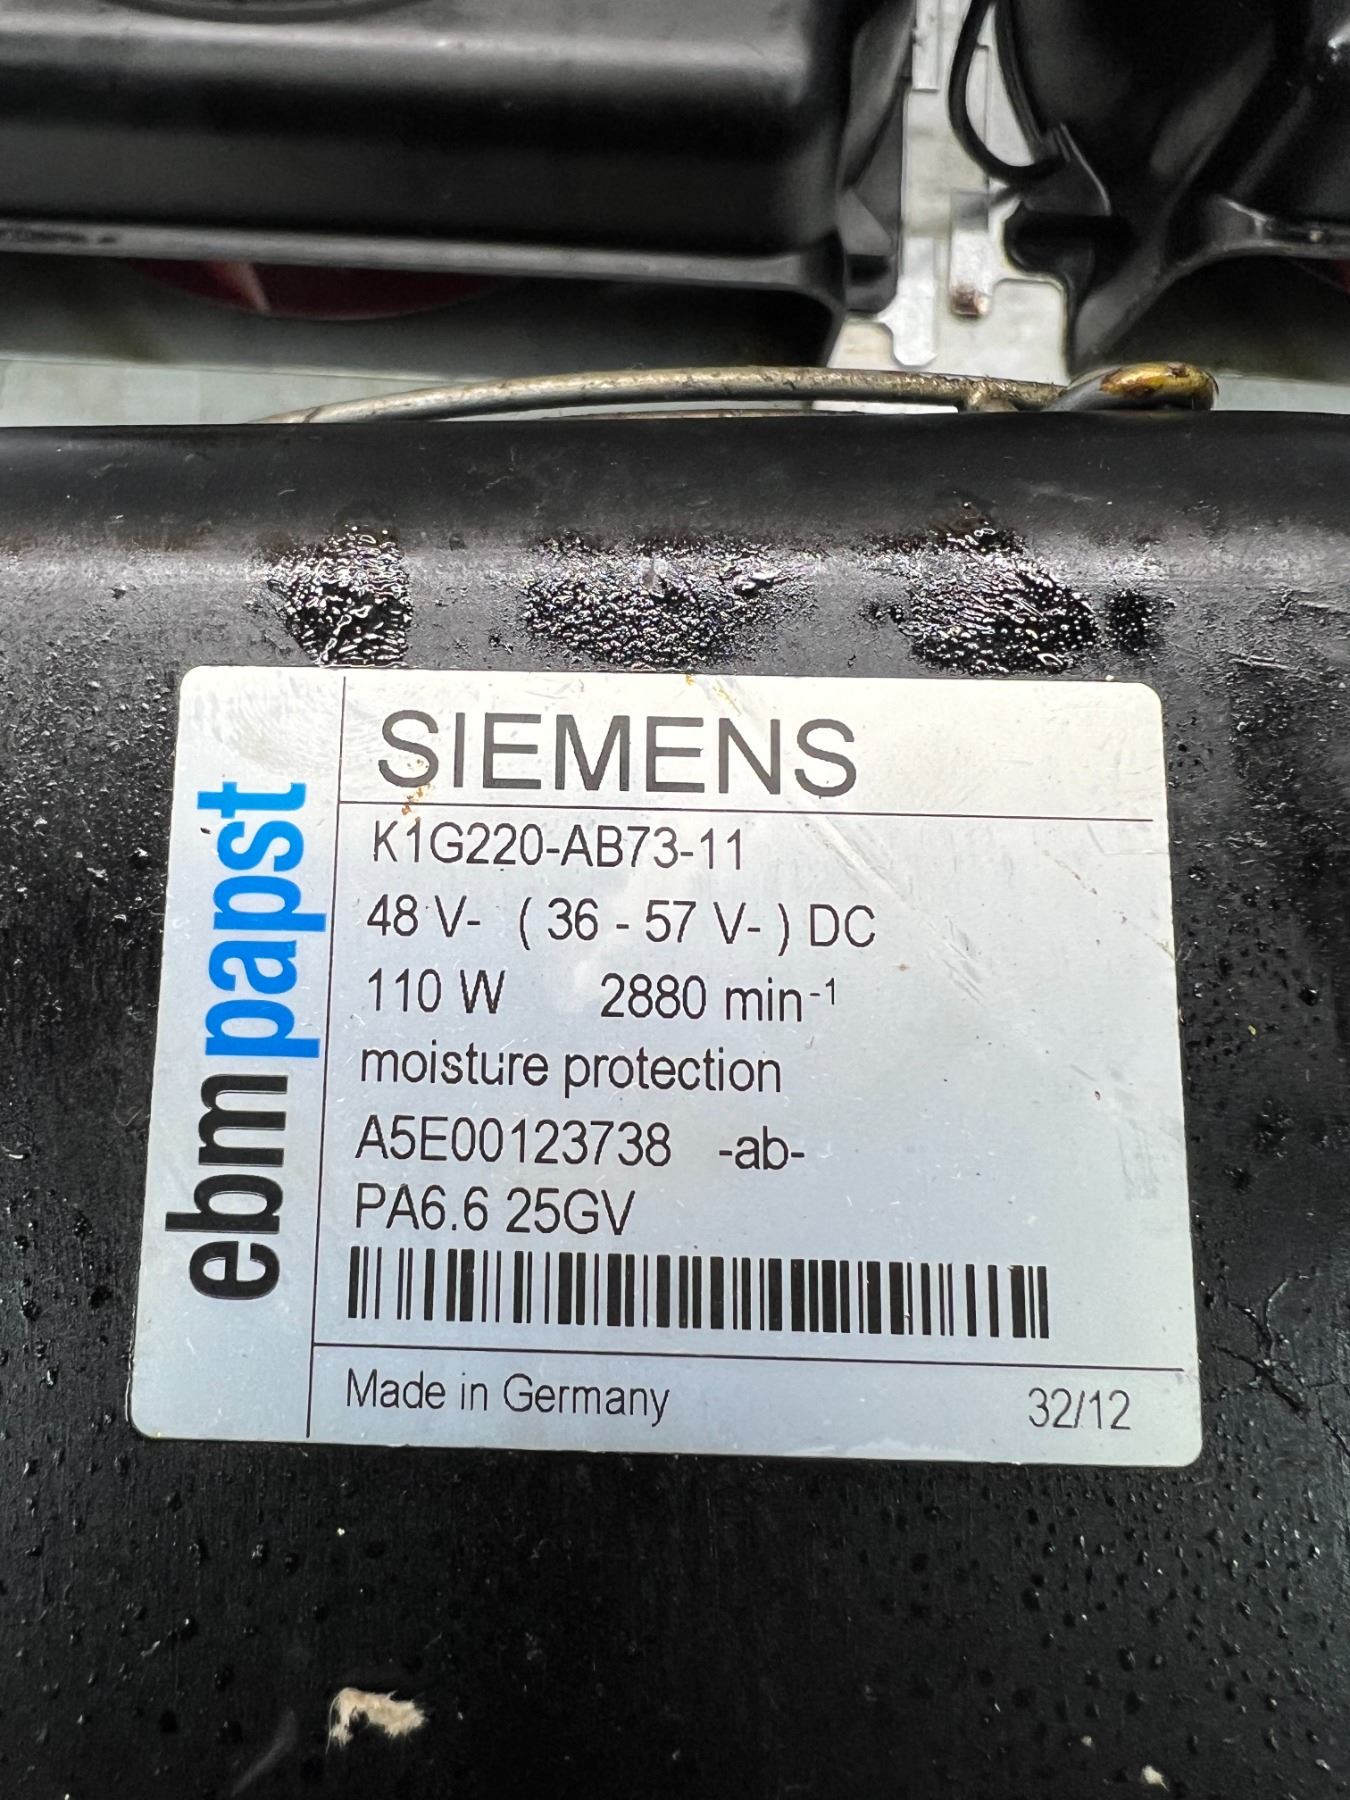 ebmpapst
SIEMENS
K1G220-AB73-11
48 V- ( 36 - 57 V- ) DC
110 W 2880 min-1
moisture protection
A5E00123738 -ab-
PA6.6 25GV
Made in Germany 32/12